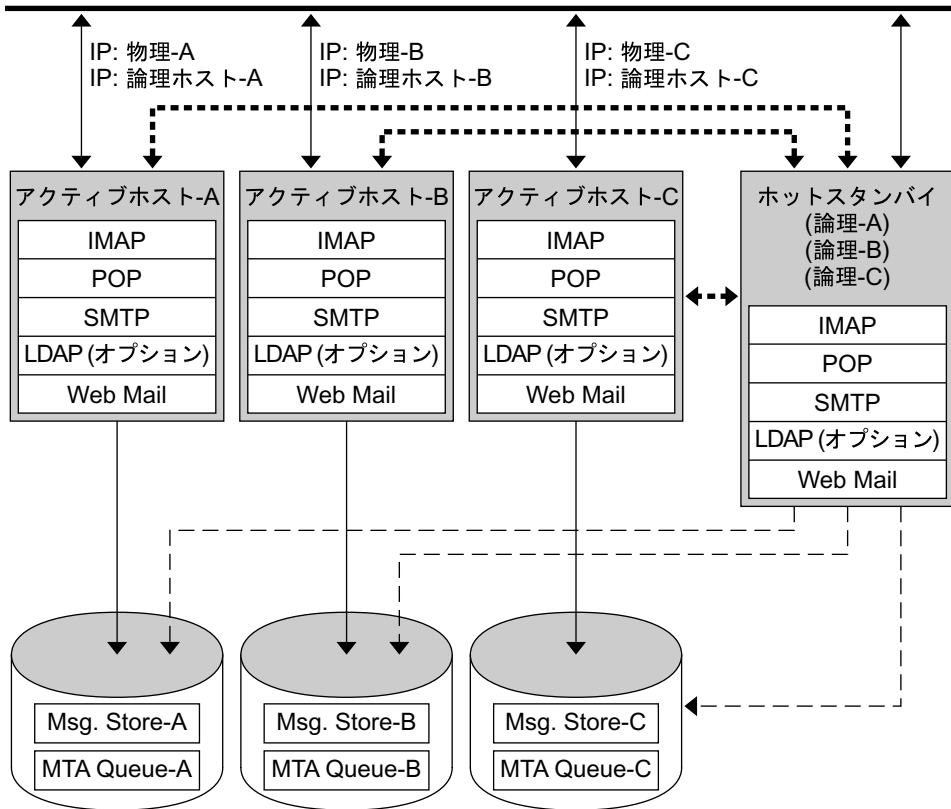 IP: 物理-A
IP: 論理ホスト-A
IP: 物理-B
IP: 論理ホスト-B
IP: 物理-C
IP: 論理ホスト-C
アクティブホスト-A
IMAP
POP
SMTP
LDAP (オプション)
Web Mail
アクティブホスト-B
IMAP
POP
SMTP
LDAP (オプション)
Web Mail
アクティブホスト-C
IMAP
POP
SMTP
LDAP (オプション)
Web Mail
ホットスタンバイ
(論理-A)
(論理-B)
(論理-C)
IMAP
POP
SMTP
LDAP (オプション)
Web Mail
Msg. Store-A
MTA Queue-A
Msg. Store-B
MTA Queue-B
Msg. Store-C
MTA Queue-C